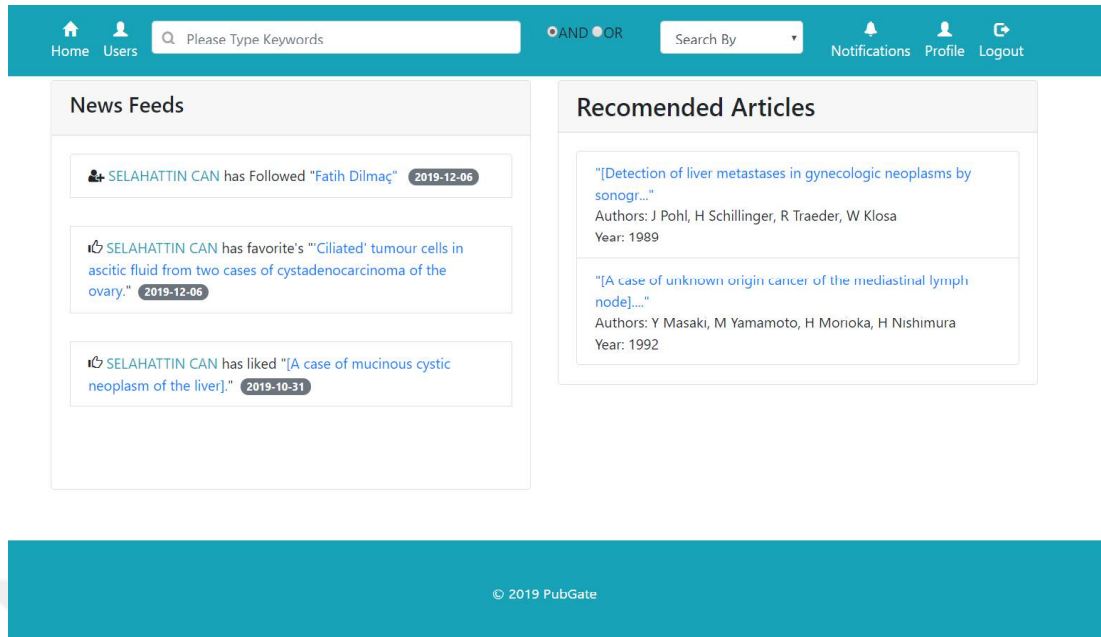 Home Users Please Type Keywords AND OR Search By Notifications Profile Logout
News Feeds
SELAHATTIN CAN has Followed "Fatih Dilmaç" 2019-12-06
SELAHATTIN CAN has favorite's "'Ciliated' tumour cells in
ascitic fluid from two cases of cystadenocarcinoma of the
ovary." 2019-12-06
SELAHATTIN CAN has liked "[A case of mucinous cystic
neoplasm of the liver]." 2019-10-31
Recomended Articles
"[Detection of liver metastases in gynecologic neoplasms by
sonogr..."
Authors: J Pohl, H Schillinger, R Traeder, W Klosa
Year: 1989
"[A case of unknown origin cancer of the mediastinal lymph
node]...."
Authors: Y Masaki, M Yamamoto, H Morioka, H Nishimura
Year: 1992
© 2019 PubGate